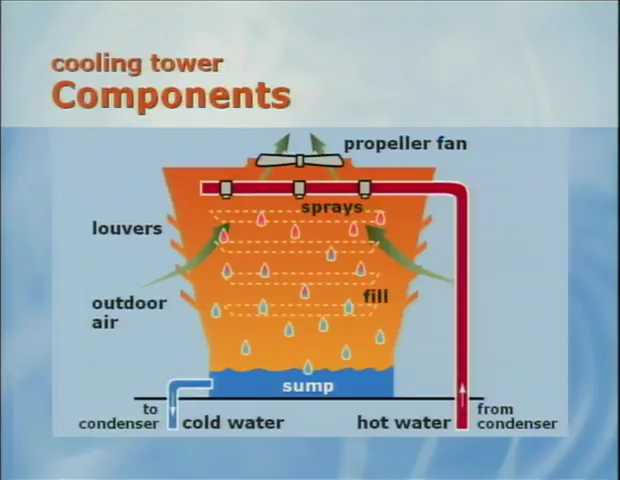 cooling tower
Components
propeller fan
sprays
louvers
fill
outdoor
air
sump
to
condenser
cold water
hot water
from
condenser